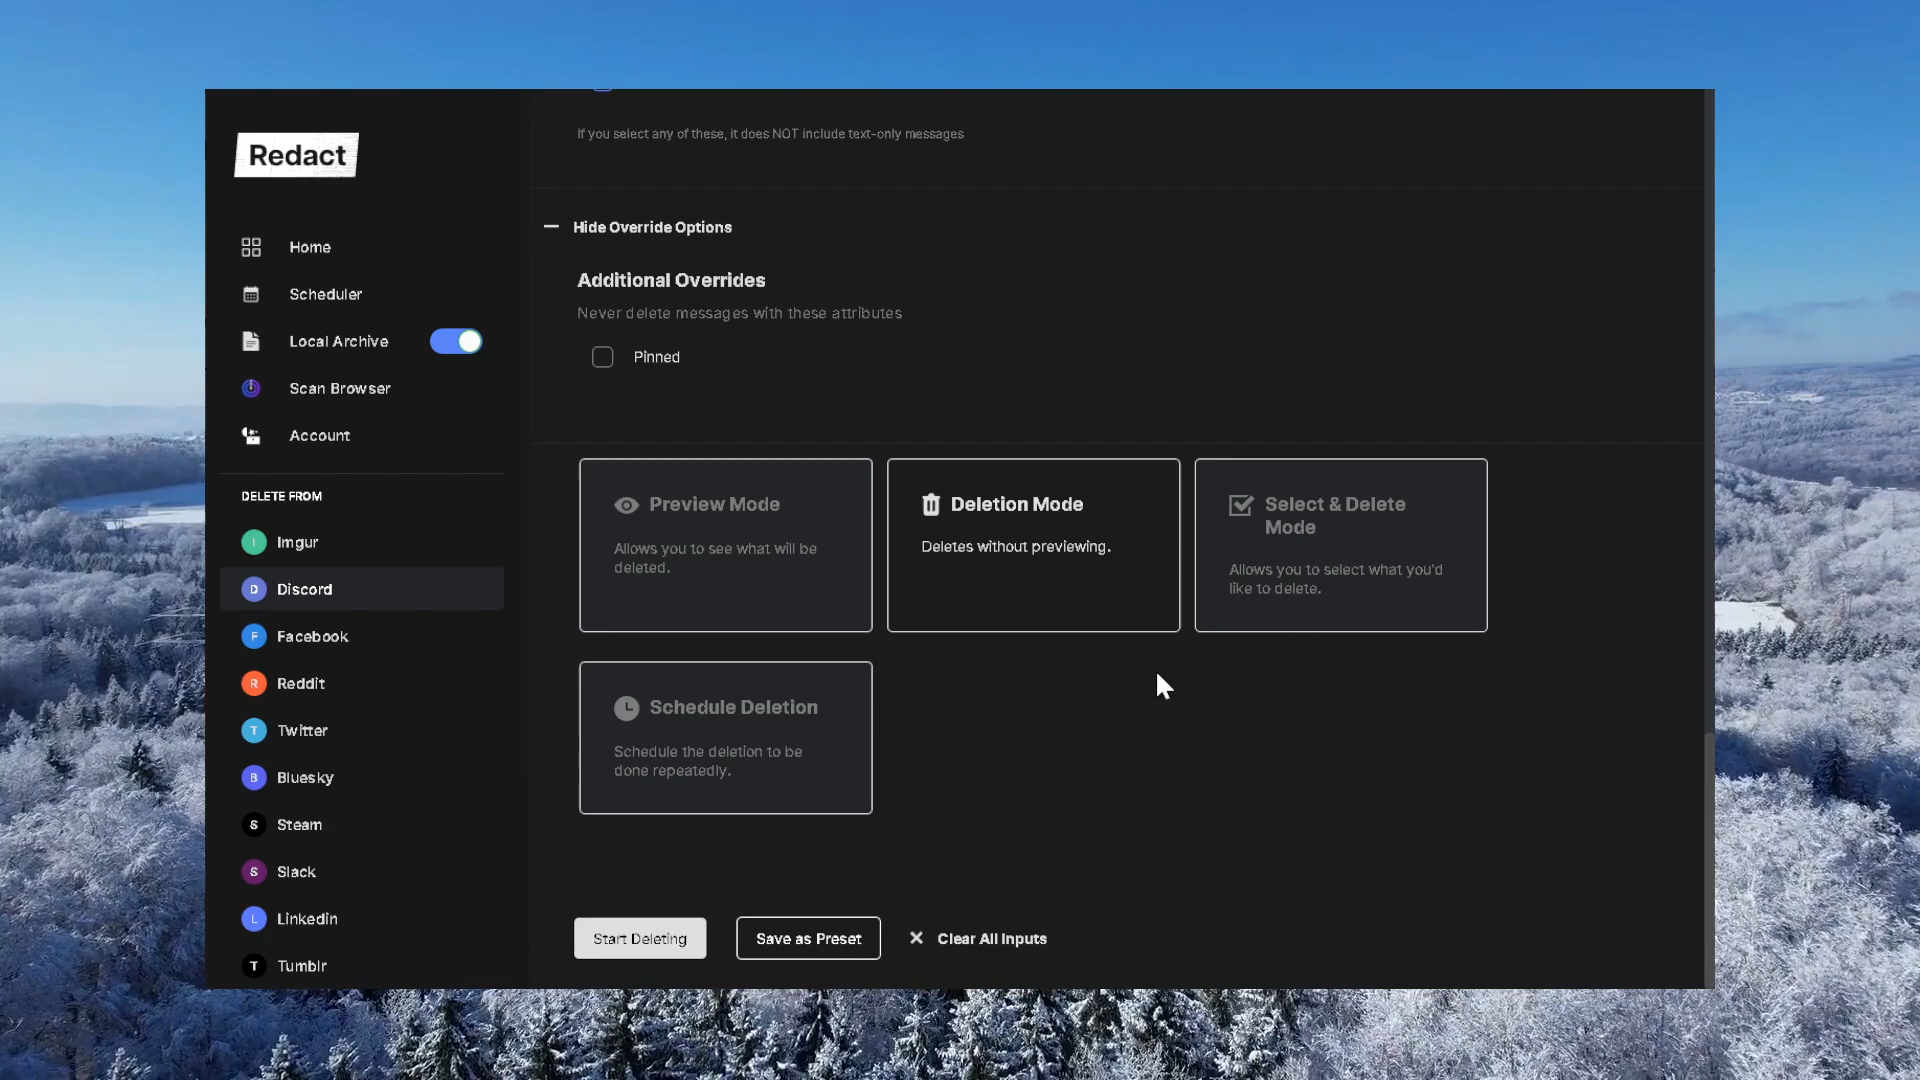 Redact
Home
Scheduler
Local Archive
Scan Browser
Account
DELETE FROM
I Imgur
D Discord
F Facebook
R Reddit
T Twitter
B Bluesky
S Steam
S Slack
L Linkedin
T Tumblr
If you select any of these, it does NOT include text-only messages
Hide Override Options
Additional Overrides
Never delete messages with these attributes
Pinned
Preview Mode
Allows you to see what will be
deleted.
Deletion Mode
Deletes without previewing.
Select & Delete
Mode
Allows you to select what you'd
like to delete.
Schedule Deletion
Schedule the deletion to be
done repeatedly.
Start Deleting
Save as Preset
Clear All Inputs